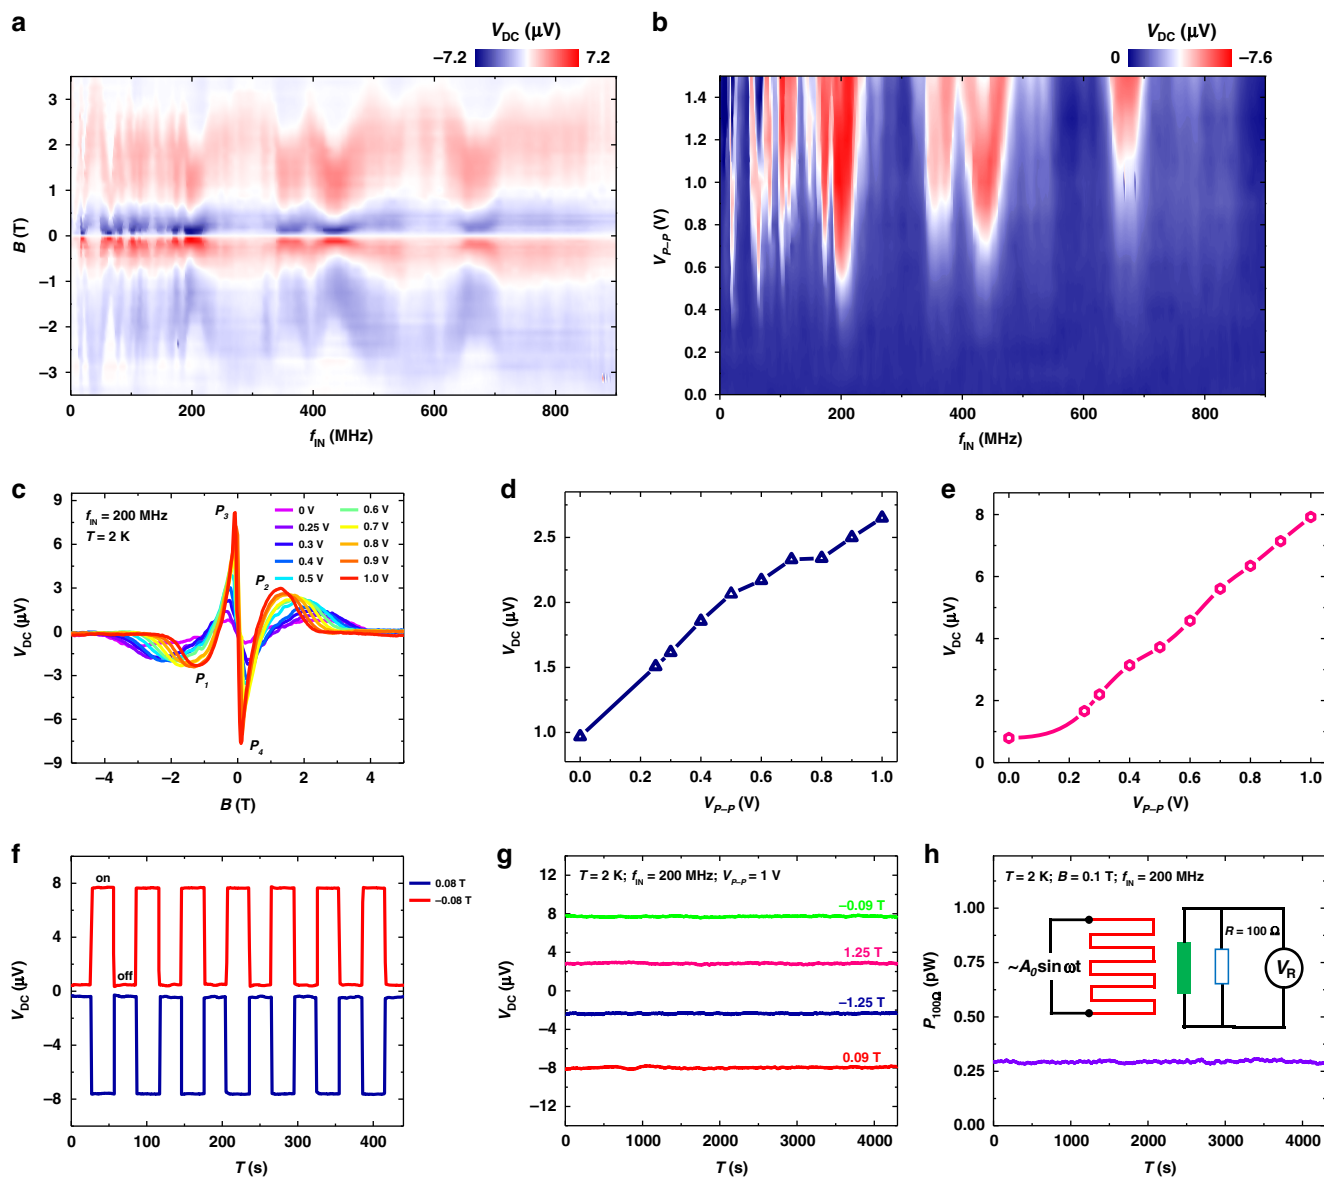 a
V_DC (µV)
−7.2 7.2
3
2
1
0
−1
−2
−3
B (T)
0 200 400 600 800
f_IN (MHz)
b
V_DC (µV)
0 −7.6
1.4
1.2
1.0
0.8
0.6
0.4
0.2
0.0
V_P–P (V)
0 200 400 600 800
f_IN (MHz)
c
f_IN = 200 MHz
T = 2 K
P_3
P_2
P_1
P_4
0 V 0.6 V
0.25 V 0.7 V
0.3 V 0.8 V
0.4 V 0.9 V
0.5 V 1.0 V
9
6
3
0
−3
−6
−9
V_DC (µV)
−4 −2 0 2 4
B (T)
d
2.5
2.0
1.5
1.0
V_DC (µV)
0.0 0.2 0.4 0.6 0.8 1.0
V_P–P (V)
e
8
6
4
2
0
V_DC (µV)
0.0 0.2 0.4 0.6 0.8 1.0
V_P–P (V)
f
on
off
0.08 T
−0.08 T
8
4
0
−4
−8
V_DC (µV)
0 100 200 300 400
T (s)
g
T = 2 K; f_IN = 200 MHz; V_P–P = 1 V
−0.09 T
1.25 T
−1.25 T
0.09 T
12
8
4
0
−4
−8
−12
V_DC (µV)
0 1000 2000 3000 4000
T (s)
h
T = 2 K; B = 0.1 T; f_IN = 200 MHz
~A_0 sin ωt
R = 100 Ω
V_R
1.00
0.75
0.50
0.25
0.00
P_100Ω (pW)
0 1000 2000 3000 4000
T (s)